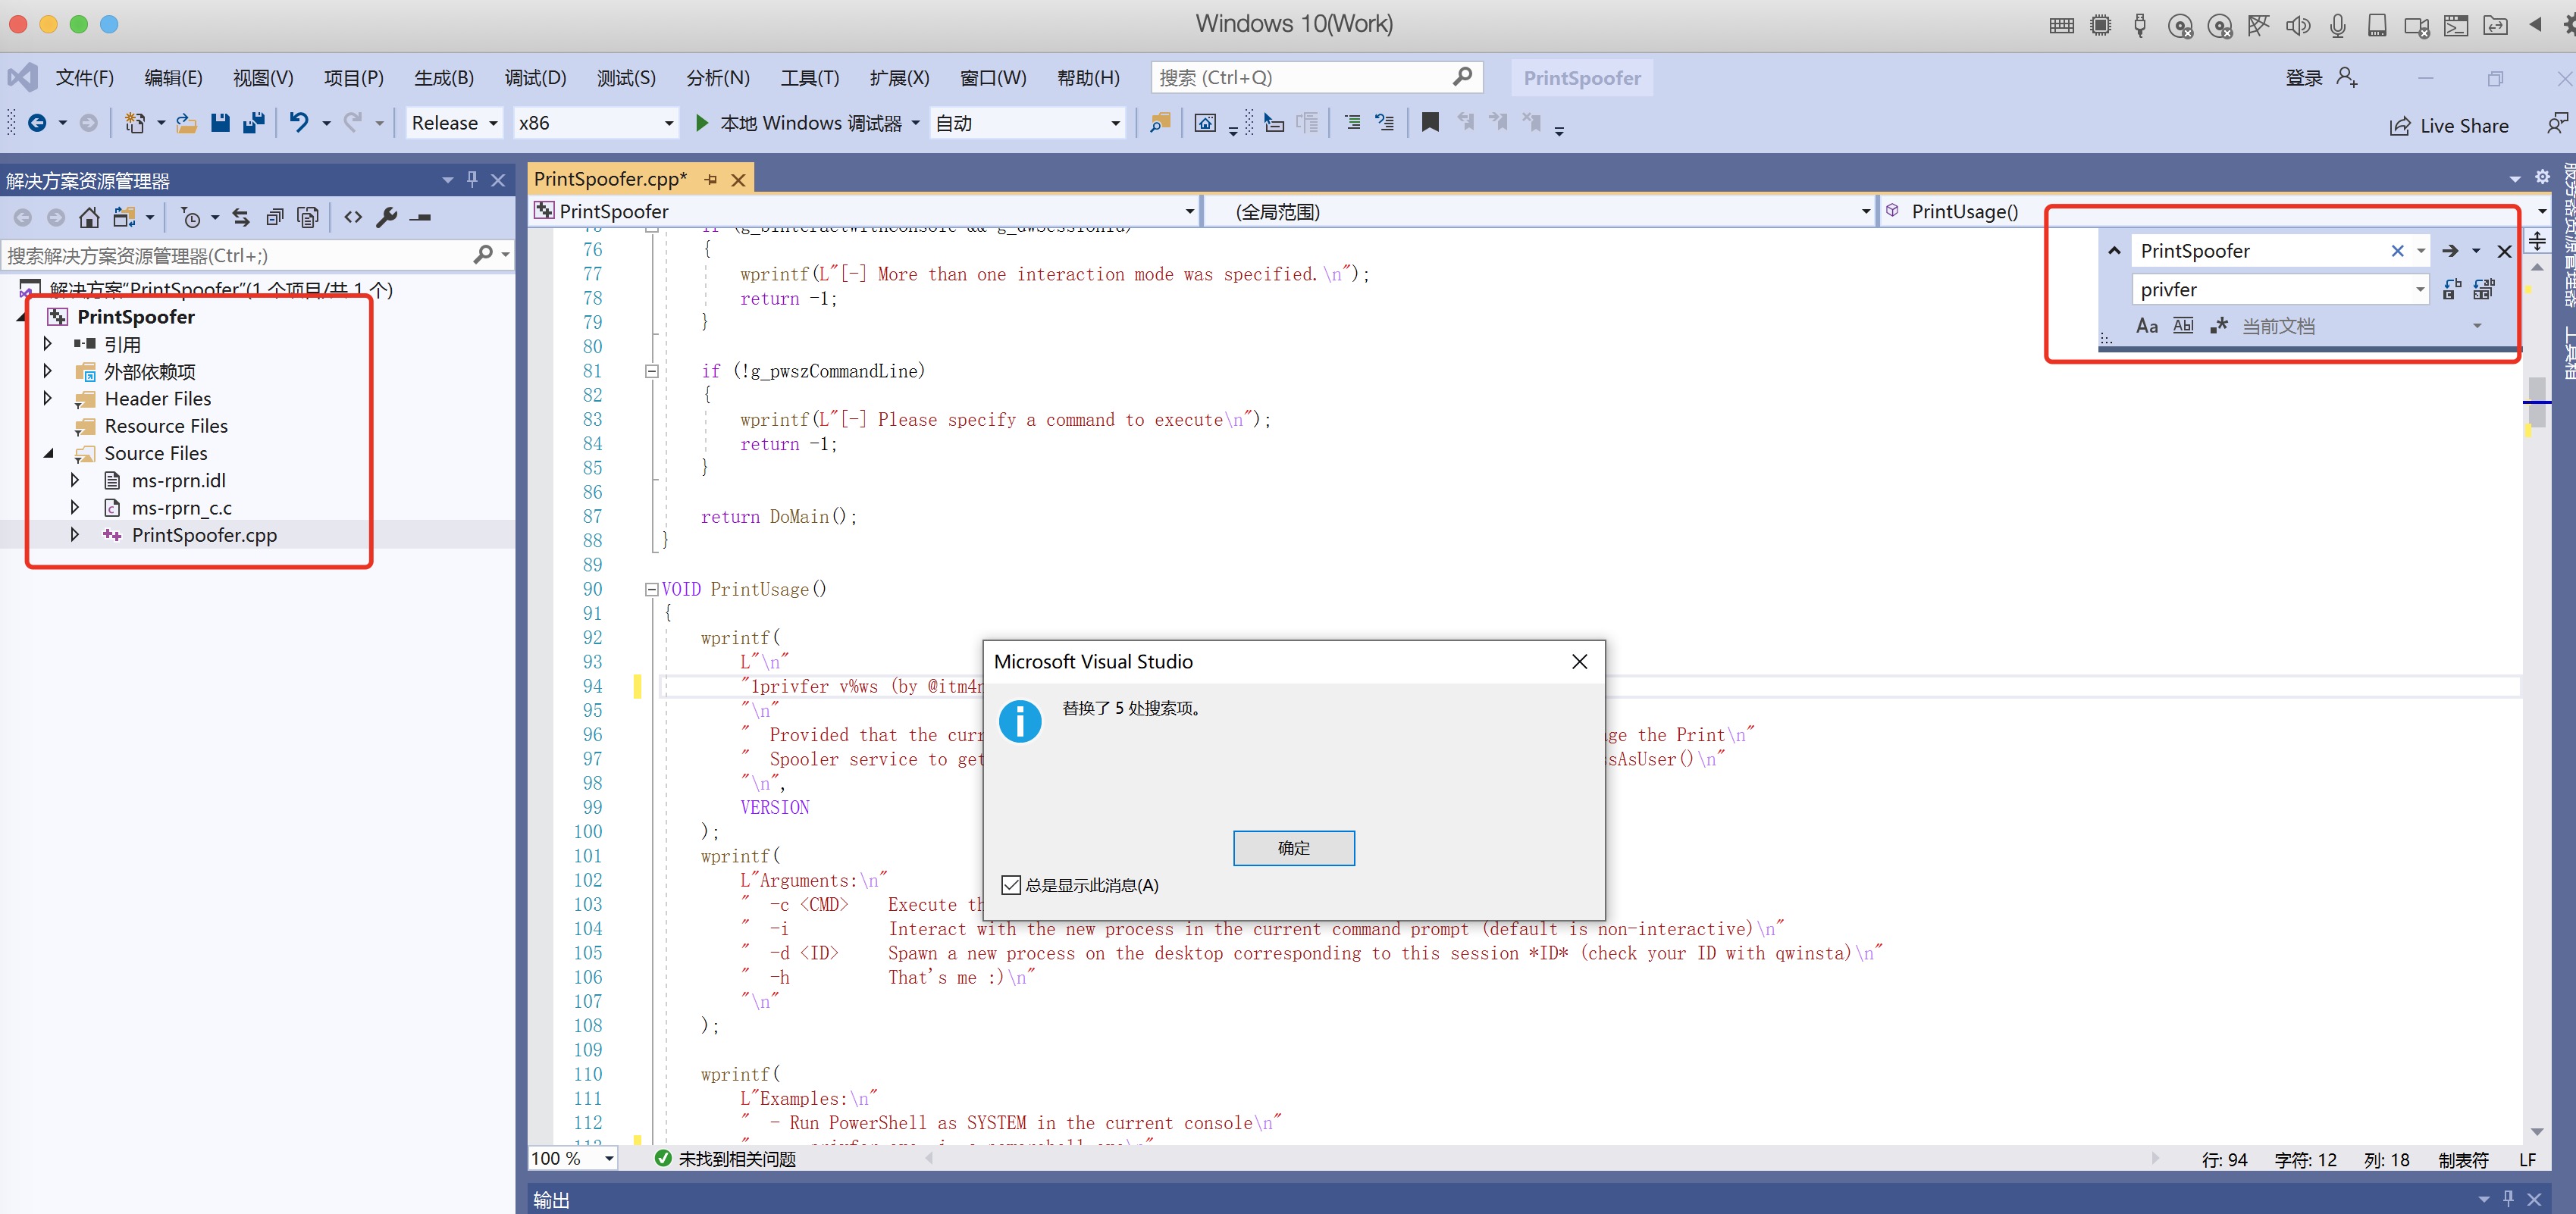 Windows 10(Work)
文件(F) 编辑(E) 视图(V) 项目(P) 生成(B) 调试(D) 测试(S) 分析(N) 工具(T) 扩展(X) 窗口(W) 帮助(H) 搜索 (Ctrl+Q) PrintSpoofer 登录
Release x86 本地 Windows 调试器 自动 Live Share
解决方案资源管理器
搜索解决方案资源管理器(Ctrl+;)
解决方案"PrintSpoofer"(1 个项目/共 1 个)
PrintSpoofer
引用
外部依赖项
Header Files
Resource Files
Source Files
ms-rprn.idl
ms-rprn_c.c
PrintSpoofer.cpp
PrintSpoofer.cpp*
PrintSpoofer (全局范围) PrintUsage()
PrintSpoofer
privfer
Aa Abl 当前文档
服务器资源管理器
工具箱
76 {
77 wprintf(L"[-] More than one interaction mode was specified.\n");
78 return -1;
79 }
80
81 if (!g_pwszCommandLine)
82 {
83 wprintf(L"[-] Please specify a command to execute\n");
84 return -1;
85 }
86
87 return DoMain();
88 }
89
90 VOID PrintUsage()
91 {
92 wprintf(
93 L"\n"
94 "1privfer v%ws (by @itm4n
95 "\n"
96 " Provided that the curr ge the Print\n"
97 " Spooler service to get sAsUser()\n"
98 "\n",
99 VERSION
100 );
101 wprintf(
102 L"Arguments:\n"
103 " -c <CMD> Execute th
104 " -i Interact with the new process in the current command prompt (default is non-interactive)\n"
105 " -d <ID> Spawn a new process on the desktop corresponding to this session *ID* (check your ID with qwinsta)\n"
106 " -h That's me :)\n"
107 "\n"
108 );
109
110 wprintf(
111 L"Examples:\n"
112 " - Run PowerShell as SYSTEM in the current console\n"
Microsoft Visual Studio
替换了 5 处搜索项。
确定
总是显示此消息(A)
100 % 未找到相关问题 行: 94 字符: 12 列: 18 制表符 LF
输出